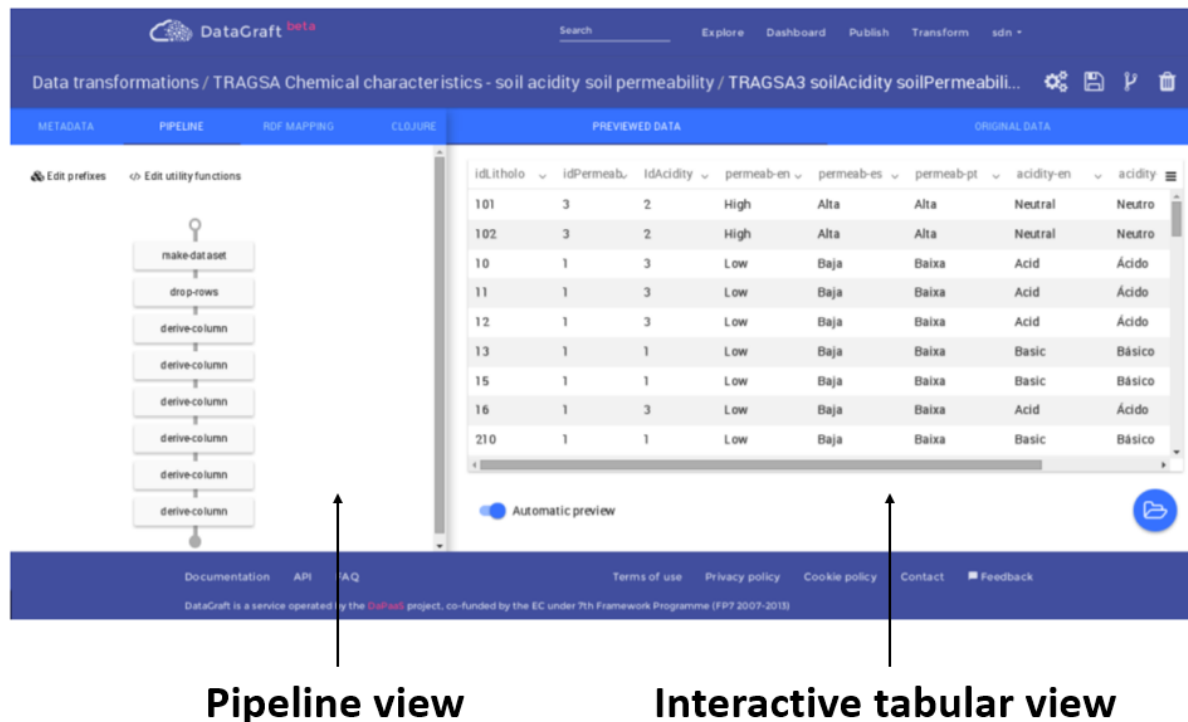 DataGraft beta
Search
Explore Dashboard Publish Transform sdn
Data transformations / TRAGSA Chemical characteristics - soil acidity soil permeability / TRAGSA3 soilAcidity soilPermeabili...
METADATA PIPELINE RDF MAPPING CLOJURE PREVIEWED DATA ORIGINAL DATA
Edit prefixes </> Edit utility functions
make-dataset
drop-rows
derive-column
derive-column
derive-column
derive-column
derive-column
derive-column
idLitholo idPermeab IdAcidity permeab-en permeab-es permeab-pt acidity-en acidity-
101 3 2 High Alta Alta Neutral Neutro
102 3 2 High Alta Alta Neutral Neutro
10 1 3 Low Baja Baixa Acid Ácido
11 1 3 Low Baja Baixa Acid Ácido
12 1 3 Low Baja Baixa Acid Ácido
13 1 1 Low Baja Baixa Basic Básico
15 1 1 Low Baja Baixa Basic Básico
16 1 3 Low Baja Baixa Acid Ácido
210 1 1 Low Baja Baixa Basic Básico
Automatic preview
Documentation API FAQ Terms of use Privacy policy Cookie policy Contact Feedback
DataGraft is a service operated by the DaPaaS project, co-funded by the EC under 7th Framework Programme (FP7 2007-2013)
Pipeline view
Interactive tabular view